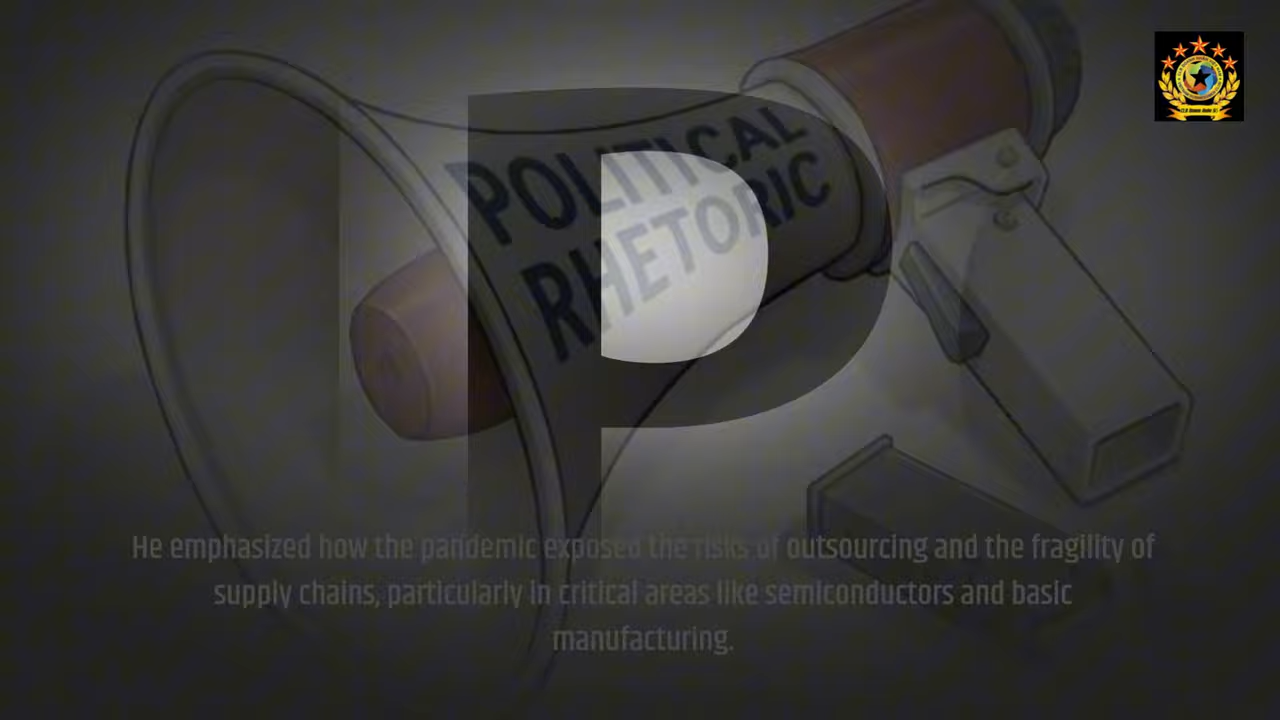 POLITICAL
RHETORIC
P
He emphasized how the pandemic exposed the risks of outsourcing and the fragility of
supply chains, particularly in critical areas like semiconductors and basic
manufacturing.